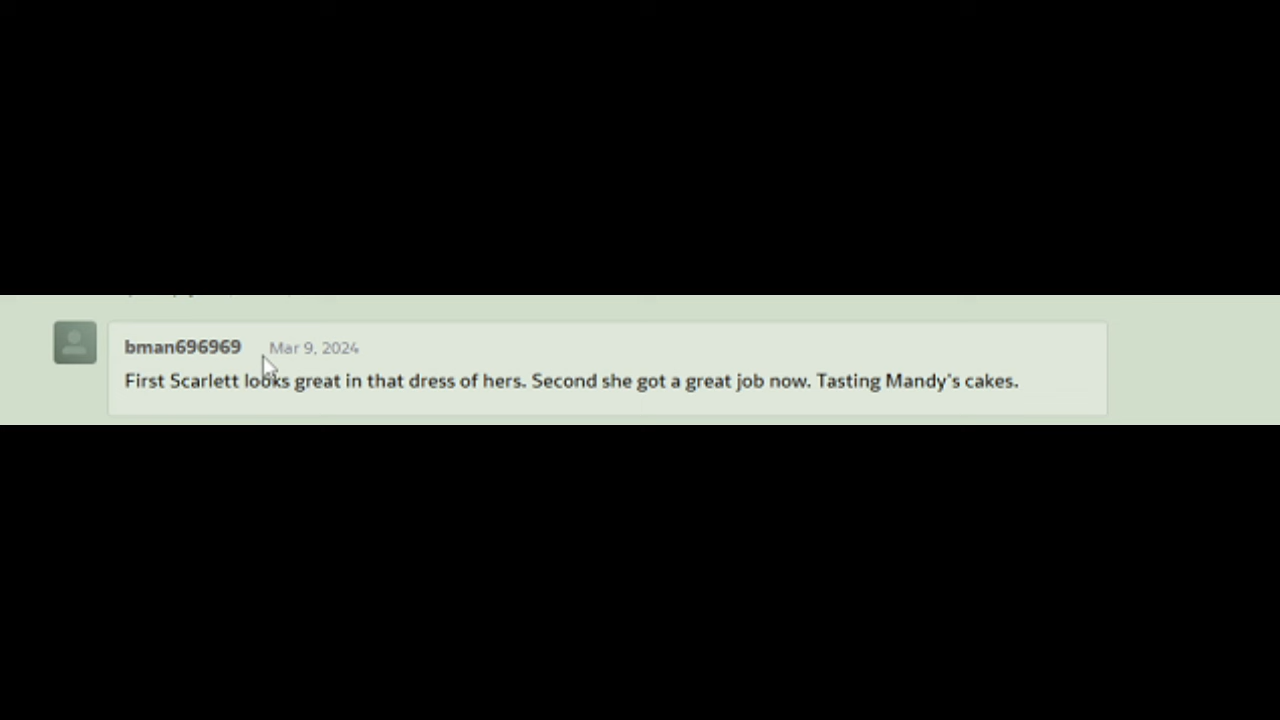 bman696969 Mar 9, 2024
First Scarlett looks great in that dress of hers. Second she got a great job now. Tasting Mandy's cakes.